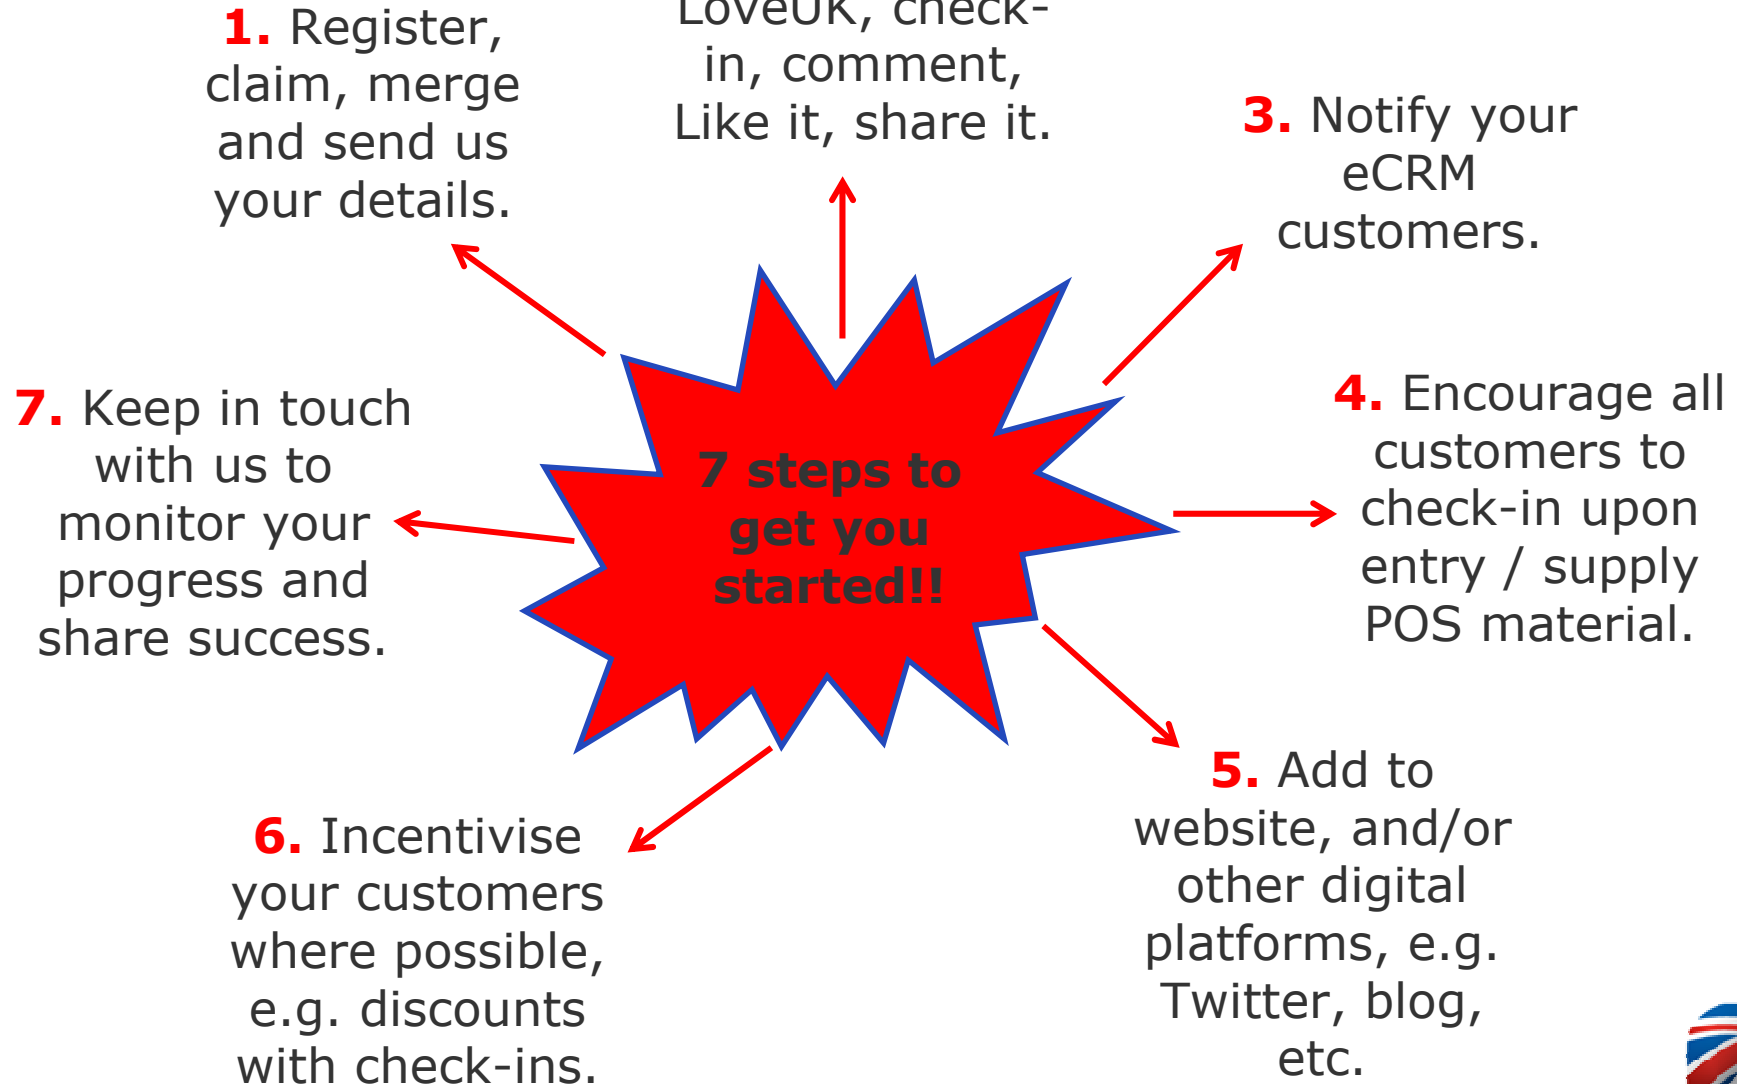 1. Register,
claim, merge
and send us
your details.
LoveUK, check-
in, comment,
Like it, share it.
3. Notify your
eCRM
customers.
4. Encourage all
customers to
check-in upon
entry / supply
POS material.
5. Add to
website, and/or
other digital
platforms, e.g.
Twitter, blog,
etc.
6. Incentivise
your customers
where possible,
e.g. discounts
with check-ins.
7. Keep in touch
with us to
monitor your
progress and
share success.
7 steps to
get you
started!!